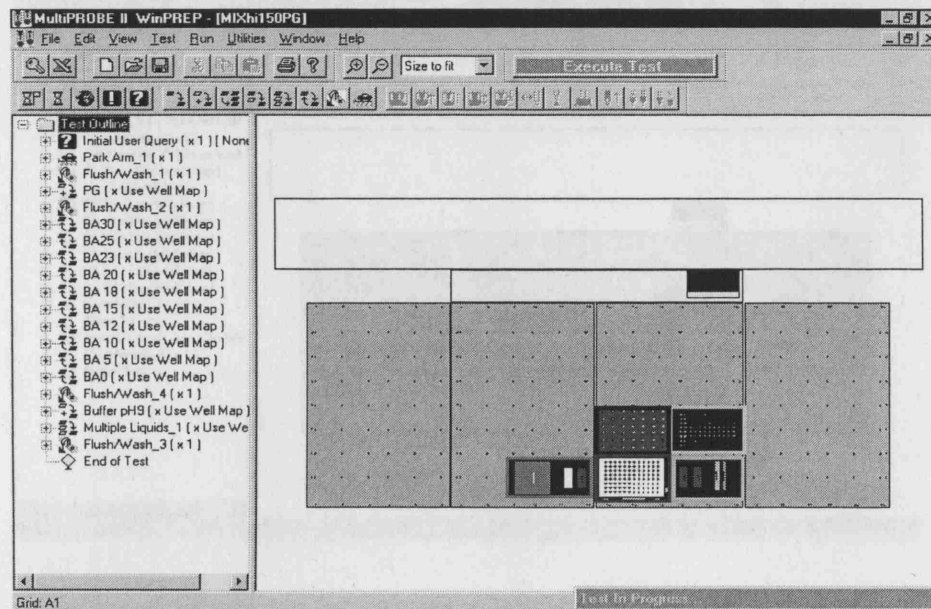 MultiPROBE II WinPREP - [MIXhi150PG]
File Edit View Test Run Utilities Window Help
Size to fit
Execute Test
Test Outline
Initial User Query ( x 1 ) [ None
Park Arm_1 ( x 1 )
Flush/Wash_1 ( x 1 )
PG ( x Use Well Map )
Flush/Wash_2 ( x 1 )
BA30 ( x Use Well Map )
BA25 ( x Use Well Map )
BA23 ( x Use Well Map )
BA 20 ( x Use Well Map )
BA 18 ( x Use Well Map )
BA 15 ( x Use Well Map )
BA 12 ( x Use Well Map )
BA 10 ( x Use Well Map )
BA 5 ( x Use Well Map )
BA0 ( x Use Well Map )
Flush/Wash_4 ( x 1 )
Buffer pH9 ( x Use Well Map )
Multiple Liquids_1 ( x Use We
Flush/Wash_3 ( x 1 )
End of Test
Grid: A1
Test In Progress